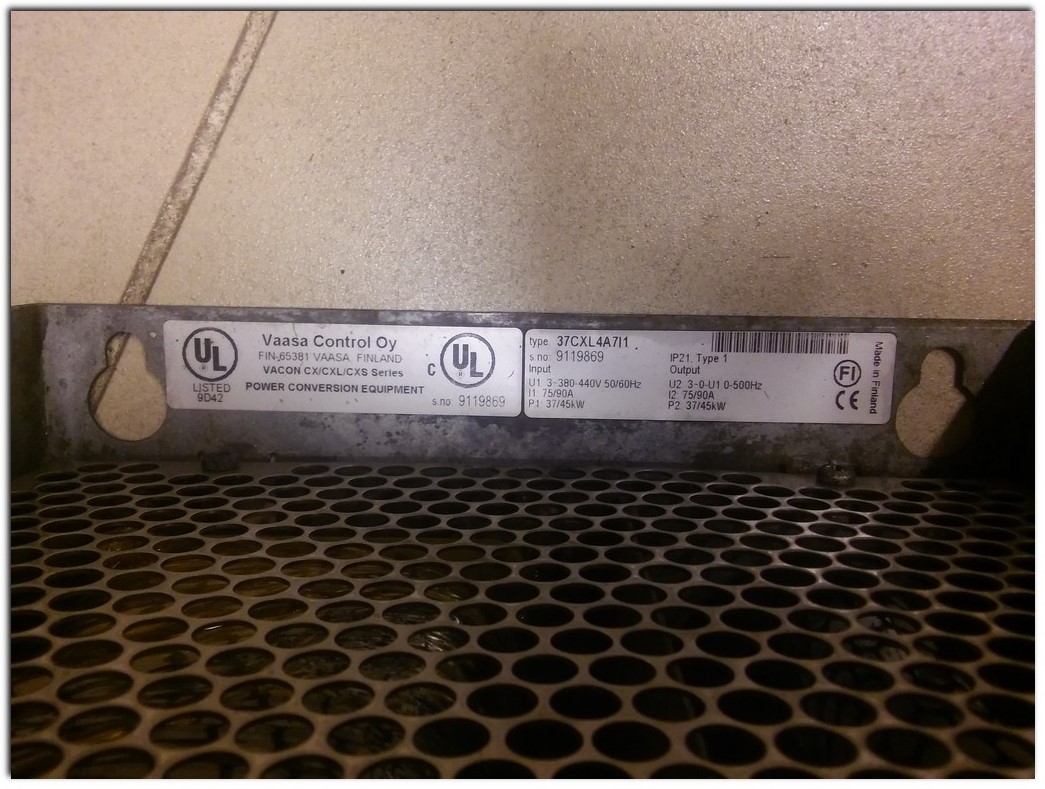 UL
LISTED
9D42
Vaasa Control Oy
FIN-65381 VAASA, FINLAND
VACON CX/CXL/CXS Series
POWER CONVERSION EQUIPMENT
s.no 9119869
C UL
type 37CXL4A7I1
s.no: 9119869
Input
U1 3~380-440V 50/60Hz
I1: 75/90A
P1: 37/45kW
IP21, Type 1
Output
U2: 3~0-U1 0-500Hz
I2: 75/90A
P2: 37/45kW
FI
CE
Made in Finland